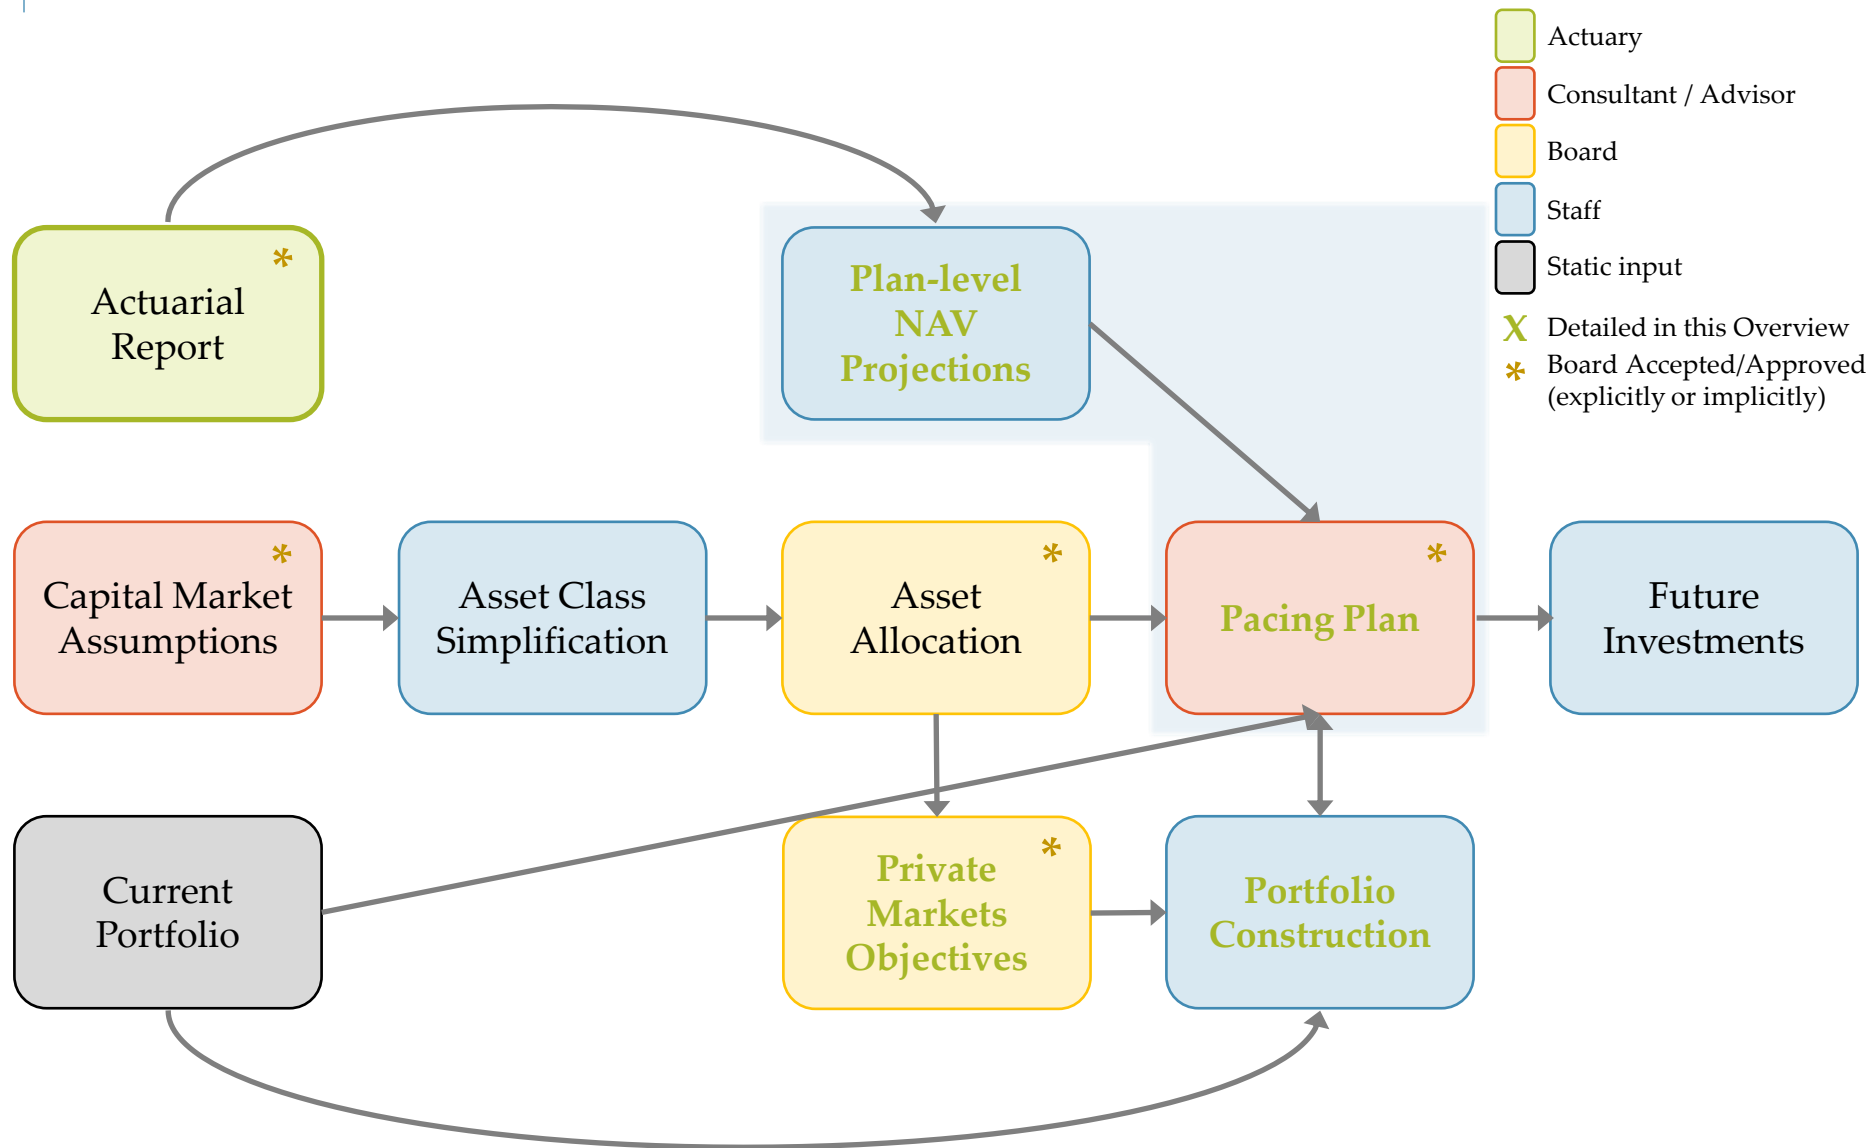 Actuary
Consultant / Advisor
Board
Staff
Static input
X Detailed in this Overview
* Board Accepted/Approved
(explicitly or implicitly)
*
Actuarial
Report
Plan-level
NAV
Projections
*
Capital Market
Assumptions
Asset Class
Simplification
*
Asset
Allocation
*
Pacing Plan
Future
Investments
Current
Portfolio
*
Private
Markets
Objectives
Portfolio
Construction